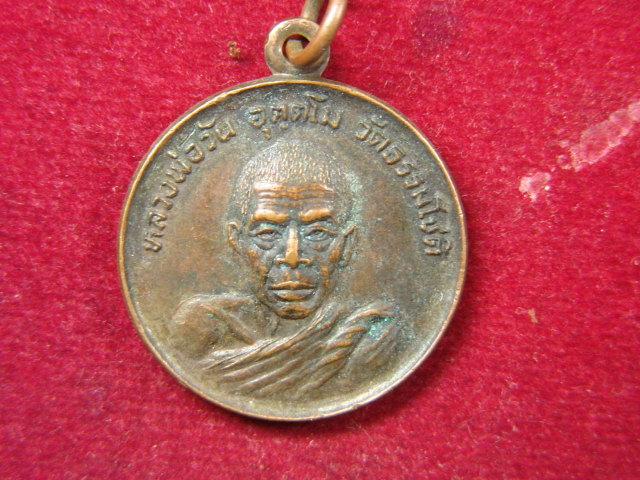 หลวงพ่อวัน อุตฺตโม วัดธรรมโชติ